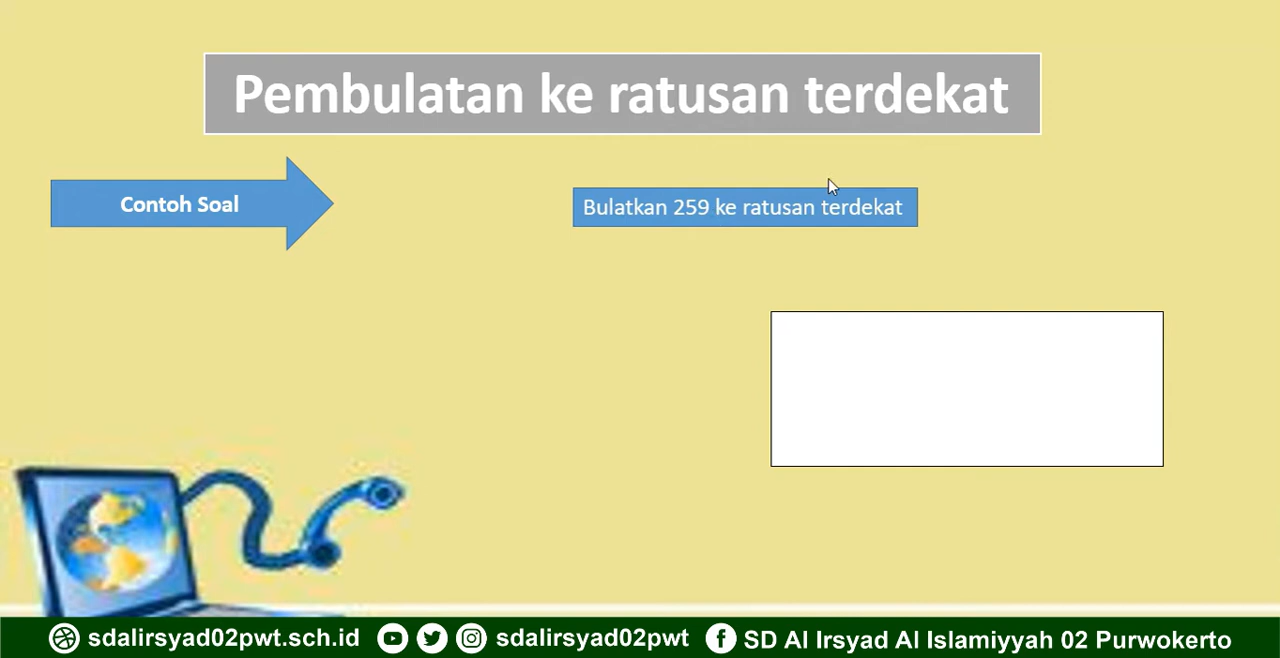 Pembulatan ke ratusan terdekat
Contoh Soal
Bulatkan 259 ke ratusan terdekat
sdalirsyad02pwt.sch.id sdalirsyad02pwt SD Al Irsyad Al Islamiyyah 02 Purwokerto